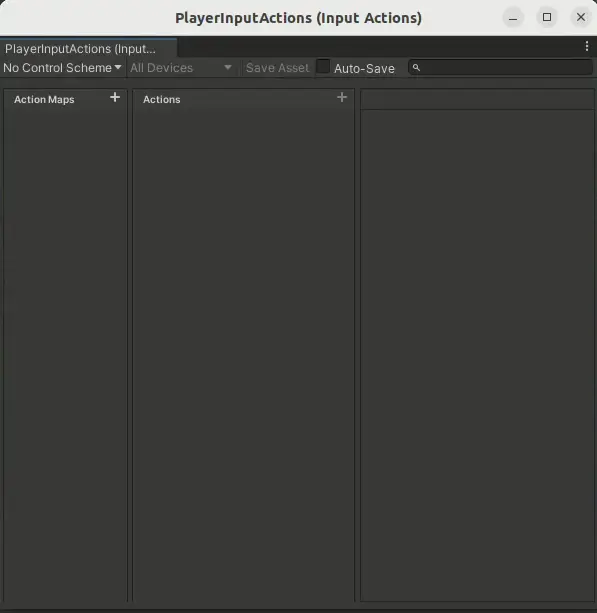 PlayerInputActions (Input Actions)
PlayerInputActions (Input...
No Control Scheme All Devices Save Asset Auto-Save
Action Maps + Actions +